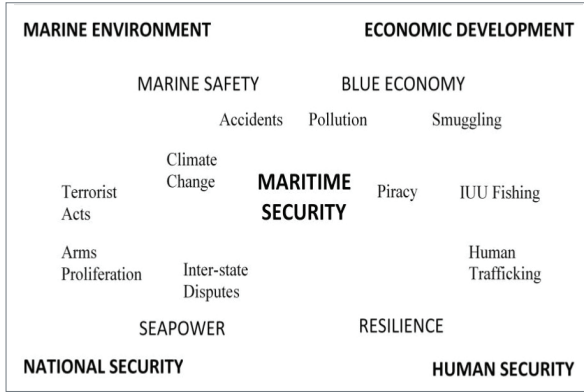 MARINE ENVIRONMENT ECONOMIC DEVELOPMENT
MARINE SAFETY BLUE ECONOMY
Accidents Pollution Smuggling
Climate
Change
MARITIME
SECURITY
Piracy IUU Fishing
Terrorist
Acts
Arms
Proliferation
Inter-state
Disputes
Human
Trafficking
SEAPOWER RESILIENCE
NATIONAL SECURITY HUMAN SECURITY